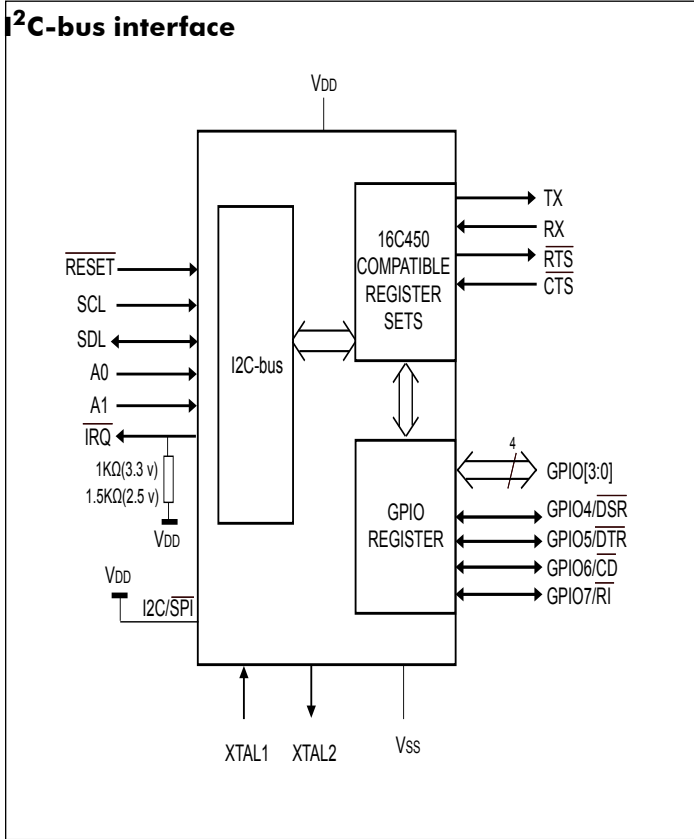 I²C-bus interface
VDD
RESET
SCL
SDL
A0
A1
IRQ
1KΩ(3.3 v)
1.5KΩ(2.5 v)
VDD
VDD
I2C/SPI
I2C-bus
16C450
COMPATIBLE
REGISTER
SETS
GPIO
REGISTER
TX
RX
RTS
CTS
4
GPIO[3:0]
GPIO4/DSR
GPIO5/DTR
GPIO6/CD
GPIO7/RI
XTAL1
XTAL2
VSS